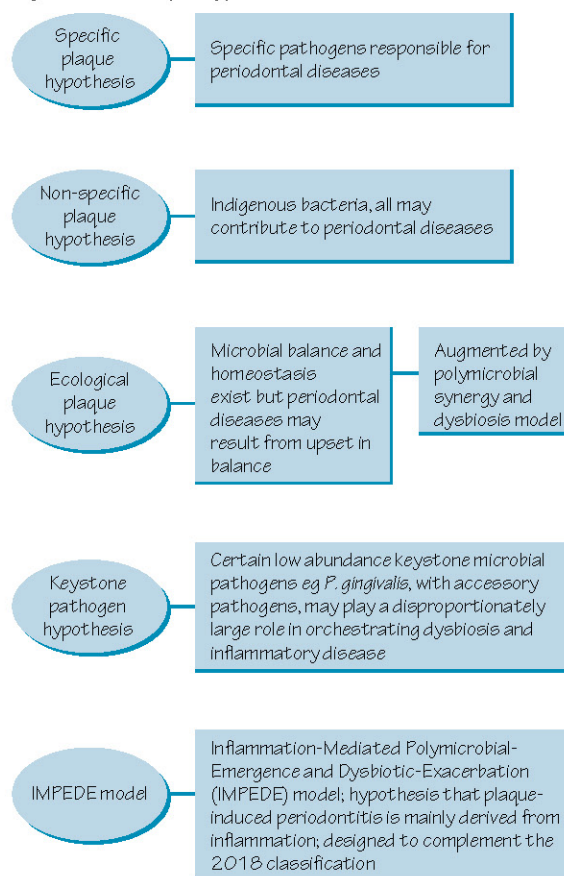 Specific
plaque
hypothesis
Specific pathogens responsible for
periodontal diseases
Non-specific
plaque
hypothesis
Indigenous bacteria, all may
contribute to periodontal diseases
Ecological
plaque
hypothesis
Microbial balance and
homeostasis
exist but periodontal
diseases may
result from upset in
balance
Augmented by
polymicrobial
synergy and
dysbiosis model
Keystone
pathogen
hypothesis
Certain low abundance keystone microbial
pathogens eg P. gingivalis, with accessory
pathogens, may play a disproportionately
large role in orchestrating dysbiosis and
inflammatory disease
IMPEDE model
Inflammation-Mediated Polymicrobial-
Emergence and Dysbiotic-Exacerbation
(IMPEDE) model; hypothesis that plaque-
induced periodontitis is mainly derived from
inflammation; designed to complement the
2018 classification